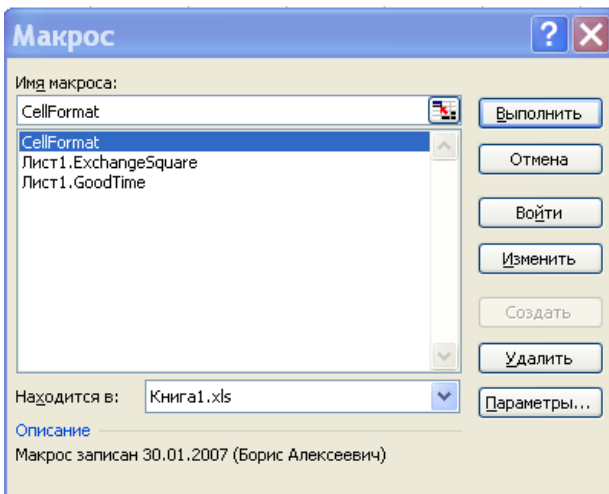 Макрос
Имя макроса:
CellFormat
CellFormat
Лист1.ExchangeSquare
Лист1.GoodTime
Выполнить
Отмена
Войти
Изменить
Создать
Удалить
Параметры...
Находится в: Книга1.xls
Описание
Макрос записан 30.01.2007 (Борис Алексеевич)